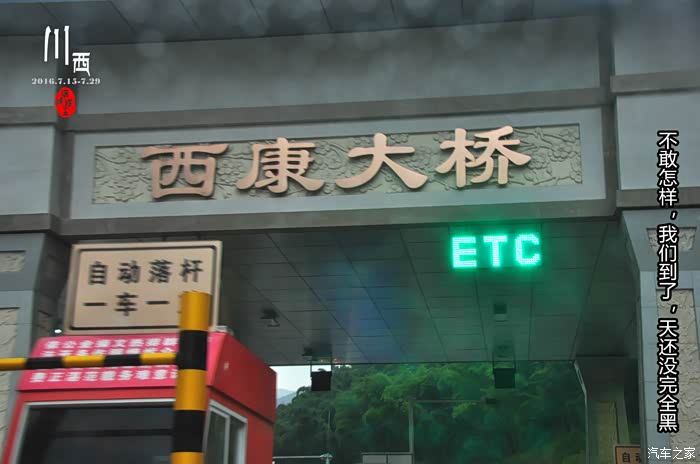 川西
2016.7.15-7.29
西康大桥
ETC
自动落杆
一车一
不敢怎样，我们到了，天还没完全黑
汽车之家